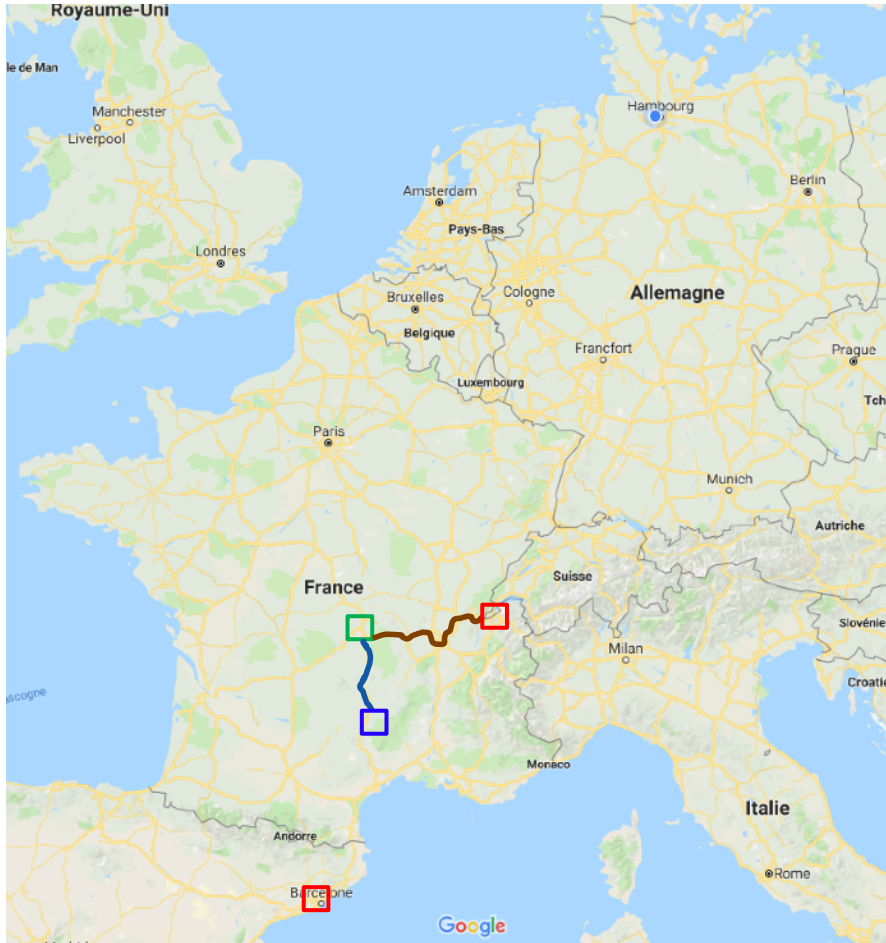 Royaume-Uni
le de Man
Manchester
Liverpool
Hambourg
Berlin
Amsterdam
Pays-Bas
Londres
Bruxelles
Cologne
Allemagne
Belgique
Francfort
Prague
Luxembourg
Tch
Paris
Munich
Autriche
Suisse
France
Slovénie
Milan
Croatie
ascogne
Monaco
Italie
Andorre
Rome
Barcelone
Google